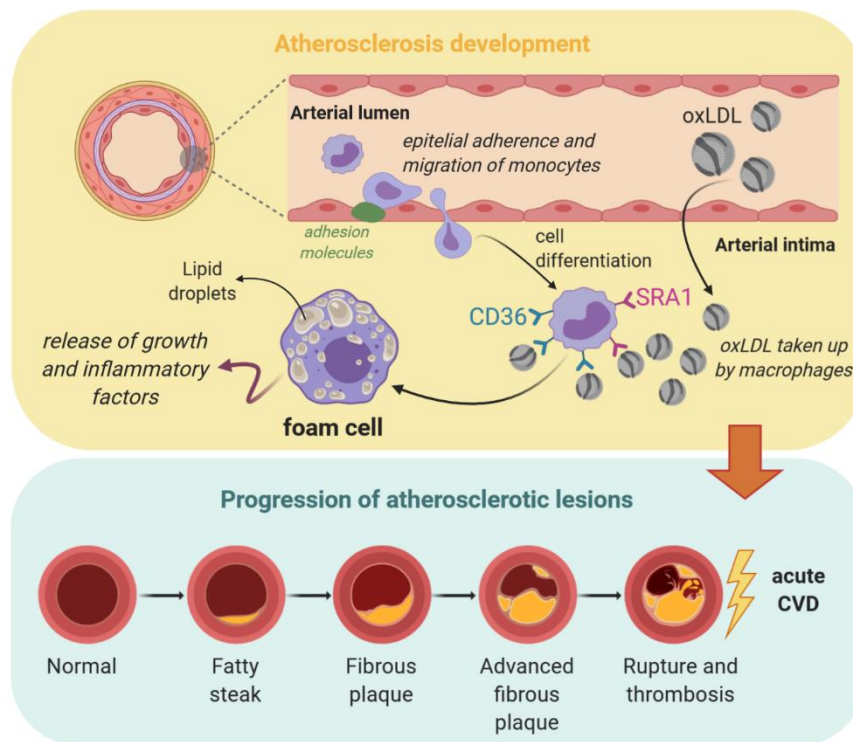 Atherosclerosis development
Arterial lumen
epitelial adherence and
migration of monocytes
oxLDL
adhesion
molecules
cell
differentiation
Arterial intima
Lipid
droplets
CD36
SRA1
release of growth
and inflammatory
factors
oxLDL taken up
by macrophages
foam cell
Progression of atherosclerotic lesions
acute
CVD
Normal
Fatty
steak
Fibrous
plaque
Advanced
fibrous
plaque
Rupture and
thrombosis